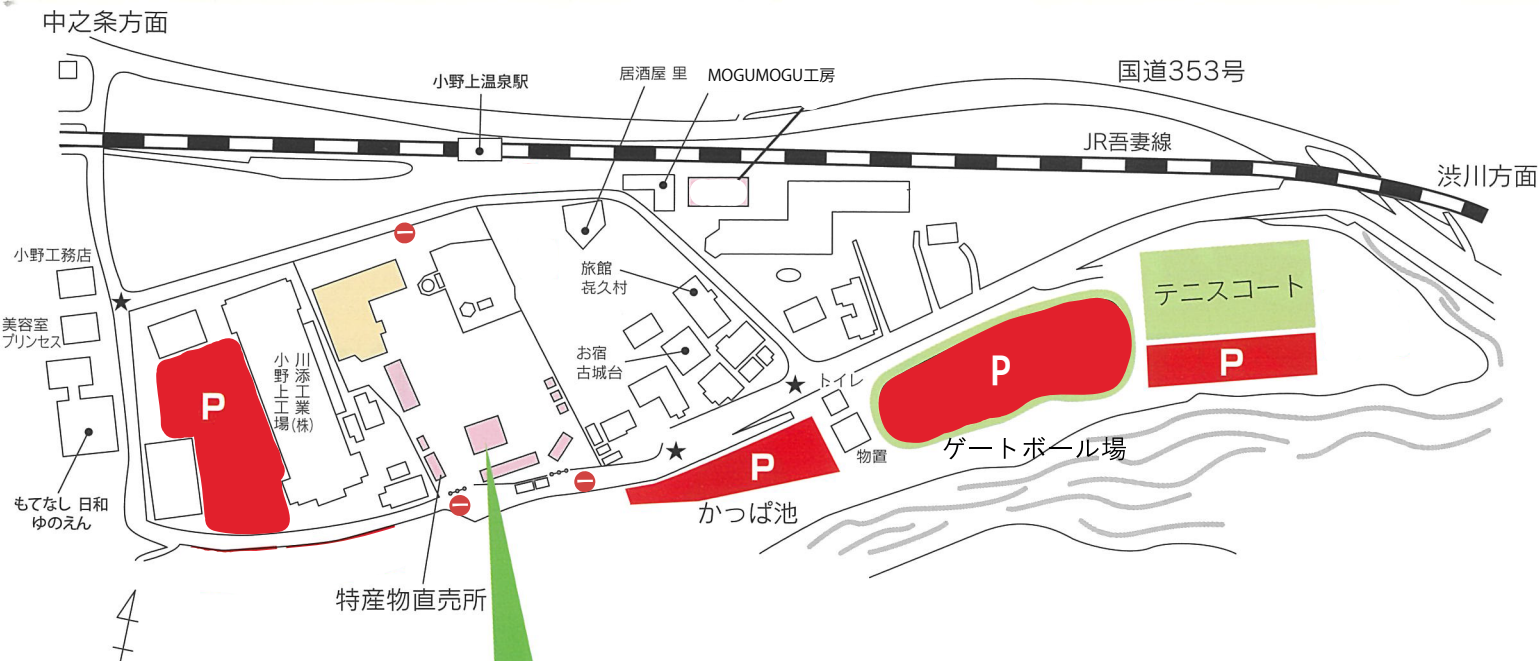 中之条方面
国道353号
居酒屋 里
MOGUMOGU工房
小野上温泉駅
JR吾妻線
渋川方面
小野工務店
旅館
㐂久村
テニスコート
美容室
プリンセス
お宿
古城台
P
P
トイレ
川添工業(株)
小野上工場
P
ゲートボール場
物置
P
もてなし 日和
ゆのえん
かっぱ池
特産物直売所